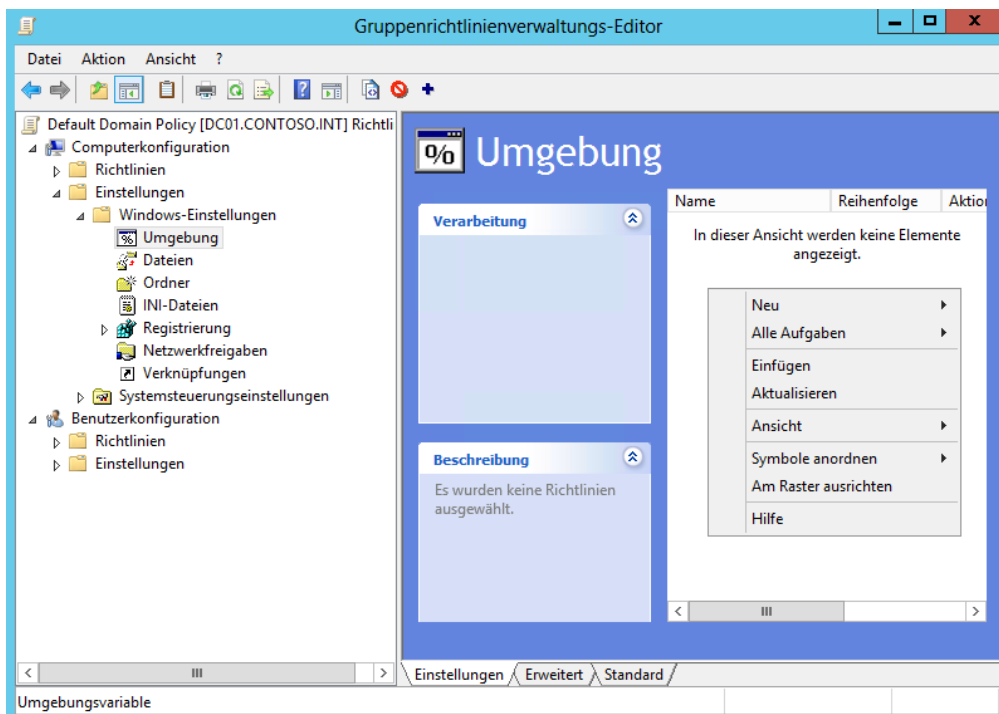 Gruppenrichtlinienverwaltungs-Editor
Datei Aktion Ansicht ?
Default Domain Policy [DC01.CONTOSO.INT] Richtli
Computerkonfiguration
Richtlinien
Einstellungen
Windows-Einstellungen
Umgebung
Dateien
Ordner
INI-Dateien
Registrierung
Netzwerkfreigaben
Verknüpfungen
Systemsteuerungseinstellungen
Benutzerkonfiguration
Richtlinien
Einstellungen
Umgebung
Verarbeitung
Beschreibung
Es wurden keine Richtlinien
ausgewählt.
Name Reihenfolge Aktion
In dieser Ansicht werden keine Elemente
angezeigt.
Neu
Alle Aufgaben
Einfügen
Aktualisieren
Ansicht
Symbole anordnen
Am Raster ausrichten
Hilfe
Einstellungen Erweitert Standard
Umgebungsvariable